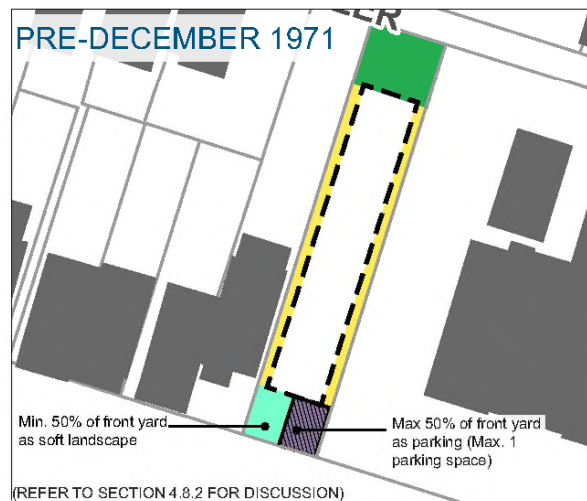 LER
PRE-DECEMBER 1971
Min. 50% of front yard
as soft landscape
Max 50% of front yard
as parking (Max. 1
parking space)
(REFER TO SECTION 4.8.2 FOR DISCUSSION)